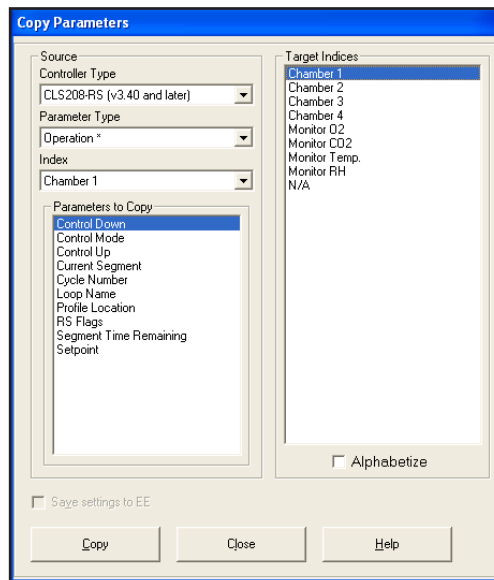 Copy Parameters
Source
Controller Type
CLS208-RS (v3.40 and later)
Parameter Type
Operation *
Index
Chamber 1
Parameters to Copy
Control Down
Control Mode
Control Up
Current Segment
Cycle Number
Loop Name
Profile Location
RS Flags
Segment Time Remaining
Setpoint
Target Indices
Chamber 1
Chamber 2
Chamber 3
Chamber 4
Monitor O2
Monitor CO2
Monitor Temp.
Monitor RH
N/A
Alphabetize
Save settings to EE
Copy
Close
Help